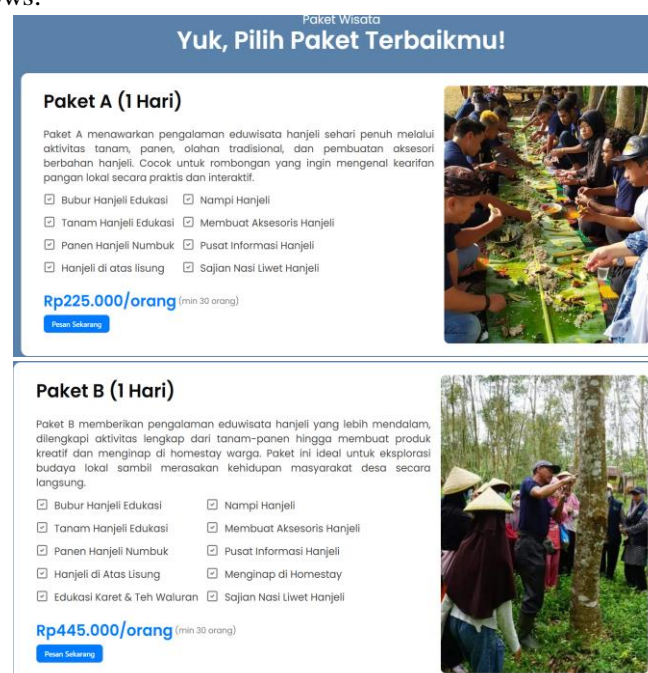 Paket Wisata
Yuk, Pilih Paket Terbaikmu!
Paket A (1 Hari)
Paket A menawarkan pengalaman eduwisata hanjeli sehari penuh melalui
aktivitas tanam, panen, olahan tradisional, dan pembuatan aksesori
berbahan hanjeli. Cocok untuk rombongan yang ingin mengenal kearifan
pangan lokal secara praktis dan interaktif.
Bubur Hanjeli Edukasi Nampi Hanjeli
Tanam Hanjeli Edukasi Membuat Aksesoris Hanjeli
Panen Hanjeli Numbuk Pusat Informasi Hanjeli
Hanjeli di atas lisung Sajian Nasi Liwet Hanjeli
Rp225.000/orang (min 30 orang)
Pesan Sekarang
Paket B (1 Hari)
Paket B memberikan pengalaman eduwisata hanjeli yang lebih mendalam,
dilengkapi aktivitas lengkap dari tanam-panen hingga membuat produk
kreatif dan menginap di homestay warga. Paket ini ideal untuk eksplorasi
budaya lokal sambil merasakan kehidupan masyarakat desa secara
langsung.
Bubur Hanjeli Edukasi Nampi Hanjeli
Tanam Hanjeli Edukasi Membuat Aksesoris Hanjeli
Panen Hanjeli Numbuk Pusat Informasi Hanjeli
Hanjeli di Atas Lisung Menginap di Homestay
Edukasi Karet & Teh Waluran Sajian Nasi Liwet Hanjeli
Rp445.000/orang (min 30 orang)
Pesan Sekarang